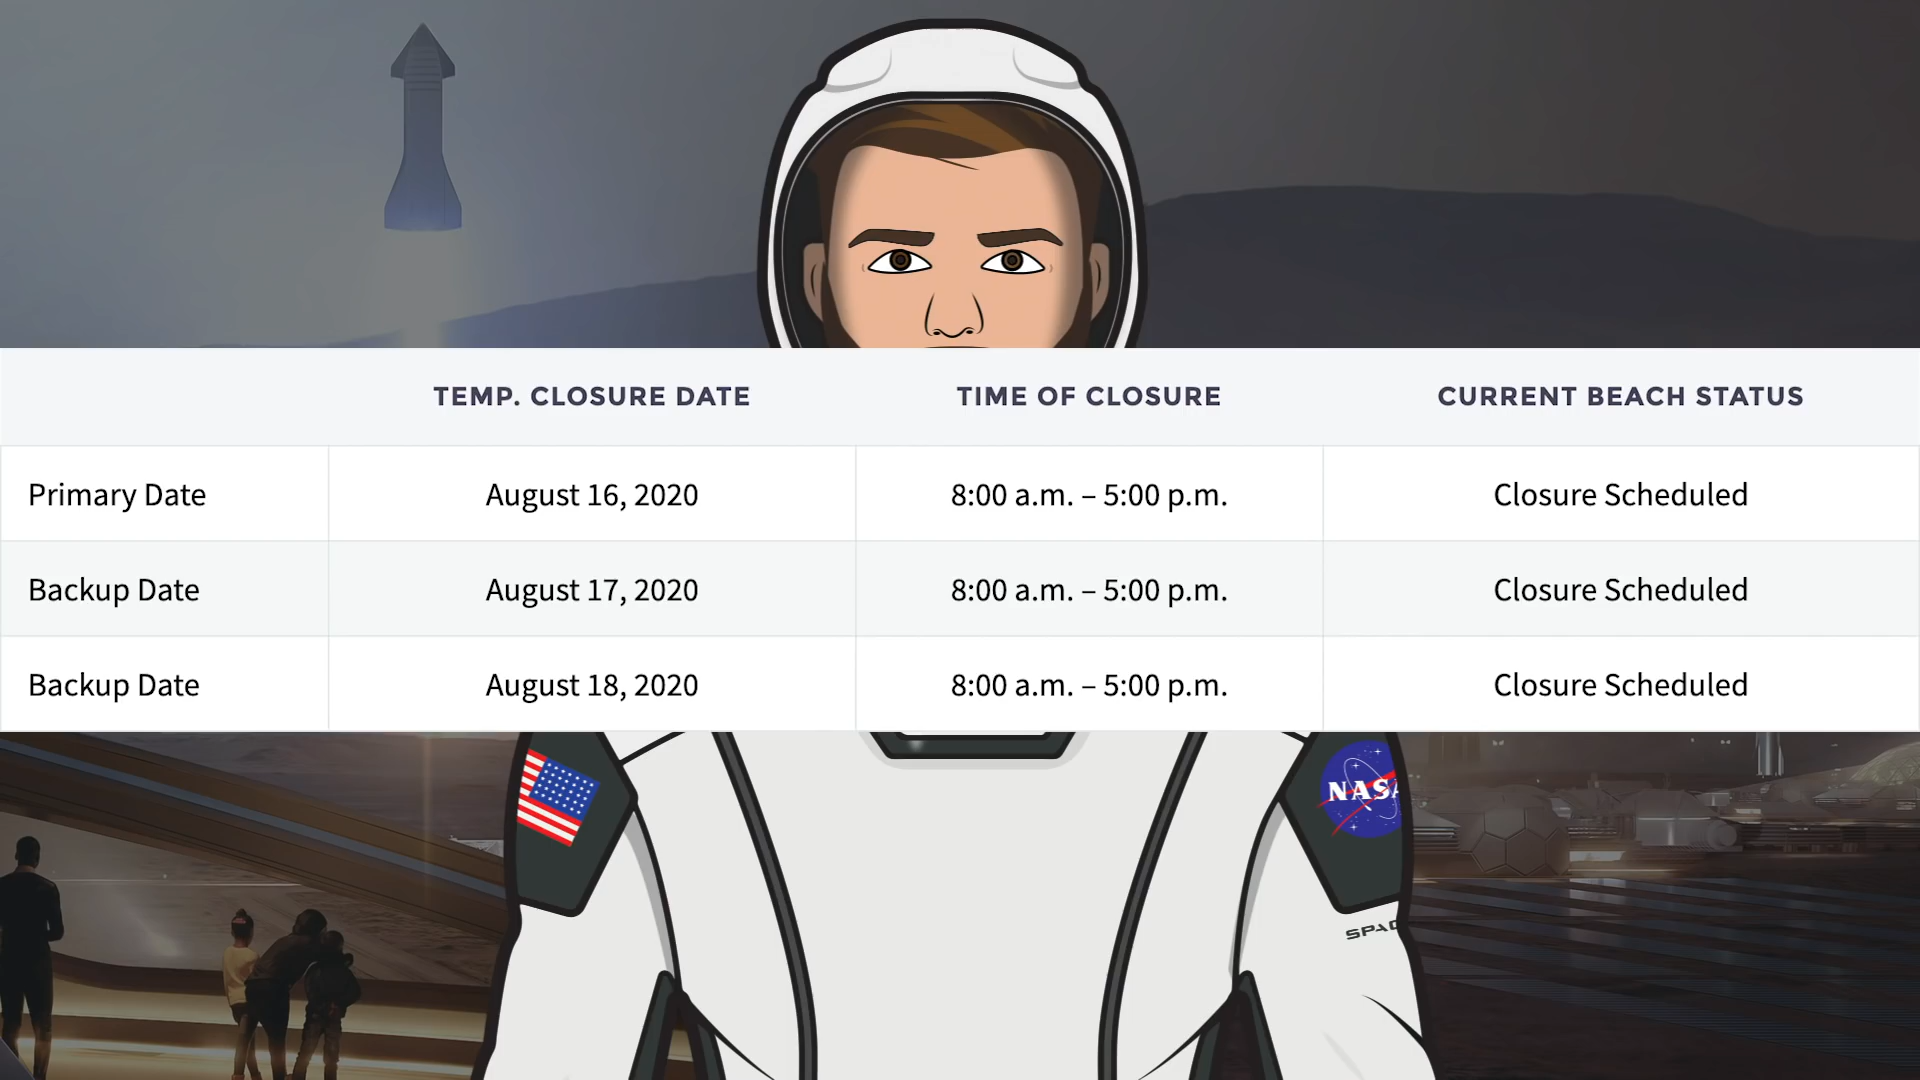 TEMP. CLOSURE DATE TIME OF CLOSURE CURRENT BEACH STATUS
Primary Date August 16, 2020 8:00 a.m. – 5:00 p.m. Closure Scheduled
Backup Date August 17, 2020 8:00 a.m. – 5:00 p.m. Closure Scheduled
Backup Date August 18, 2020 8:00 a.m. – 5:00 p.m. Closure Scheduled
NASA
SPAC